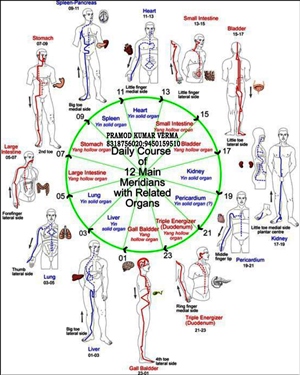 Spleen-Pancreas
09-11
Heart
11-13
Small Intestine
13-15
Bladder
15-17
Stomach
07-09
Big toe
medial side
Little finger
medial side
Little finger
lateral side
Little toe
lateral side
2nd toe
11
13
09
15
07
17
05
19
03
21
01
23
Spleen
Yin solid organ
Heart
Yin solid organ
Small Intestine
Yang hollow organ
Stomach
Yang hollow organ
Bladder
Yang hollow organ
Large Intestine
Yang hollow organ
Kidney
Yin solid organ
Lung
Yin solid organ
Pericardium
Yin solid organ (?)
Liver
Yin
solid organ
Triple Energizer
(Duodenum)
Yang hollow
organ
Gall Baldder
Yang
hollow
organ
PRAMOD KUMAR VERMA
8318756020;9450159510
Daily Course
of
12 Main
Meridians
with Related
Organs
Large
Intestine
05-07
Forefinger
lateral side
Little toe medial side
plantar centre
Kidney
17-19
Thumb
lateral side
Lung
03-05
Middle finger
tip
Pericardium
19-21
Big toe
lateral side
Liver
01-03
4th toe
lateral side
Gall Baldder
23-01
Ring finger
medial side
Triple Energizer
(Duodenum)
21-23